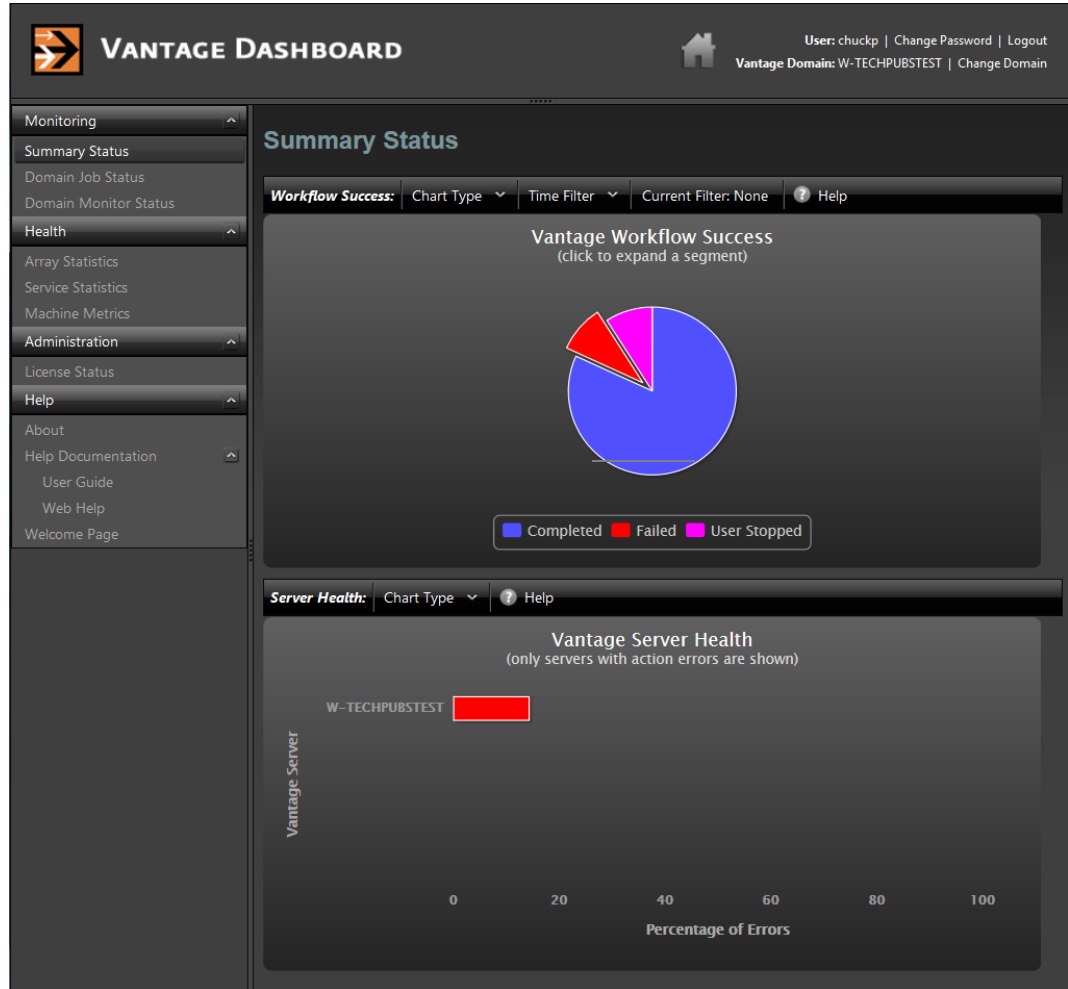 VANTAGE DASHBOARD
User: chuckp | Change Password | Logout
Vantage Domain: W-TECHPUBSTEST | Change Domain
Monitoring
Summary Status
Domain Job Status
Domain Monitor Status
Health
Array Statistics
Service Statistics
Machine Metrics
Administration
License Status
Help
About
Help Documentation
User Guide
Web Help
Welcome Page
Summary Status
Workflow Success: Chart Type Time Filter Current Filter: None ? Help
Vantage Workflow Success
(click to expand a segment)
Completed Failed User Stopped
Server Health: Chart Type ? Help
Vantage Server Health
(only servers with action errors are shown)
W-TECHPUBSTEST
Vantage Server
0 20 40 60 80 100
Percentage of Errors